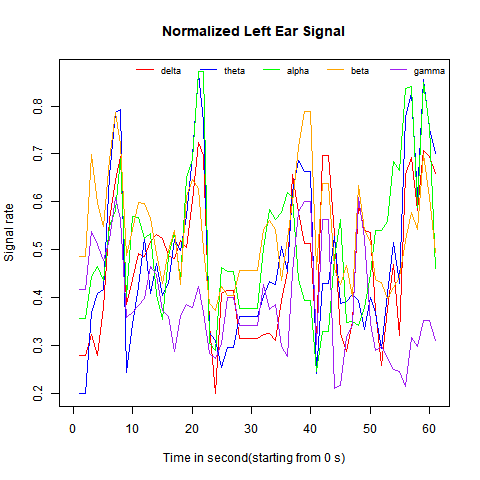 Normalized Left Ear Signal
delta theta alpha beta gamma
Signal rate
0.8
0.7
0.6
0.5
0.4
0.3
0.2
0 10 20 30 40 50 60
Time in second(starting from 0 s)